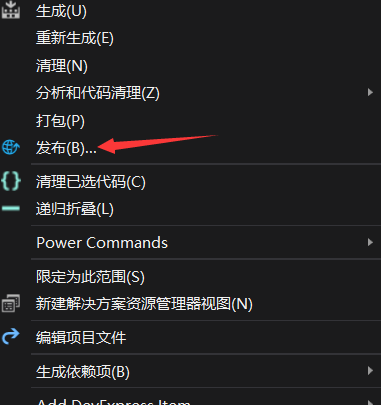 生成(U)
重新生成(E)
清理(N)
分析和代码清理(Z)
打包(P)
发布(B)...
清理已选代码(C)
递归折叠(L)
Power Commands
限定为此范围(S)
新建解决方案资源管理器视图(N)
编辑项目文件
生成依赖项(B)
Add DevExpress Item